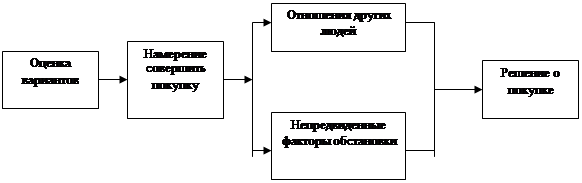 Оценка
вариантов
Намерение
совершить
покупку
Отношения других
людей
Непредвиденные
факторы обстановки
Решение о
покупке